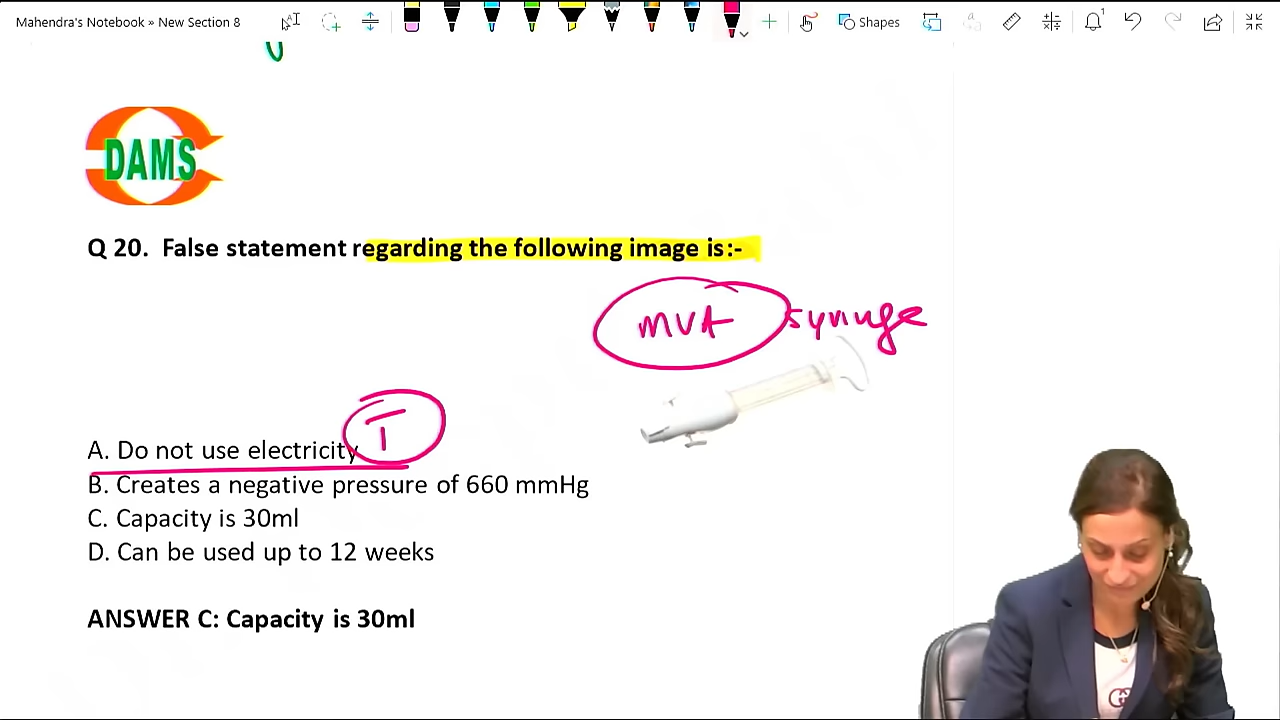 Mahendra's Notebook » New Section 8
Shapes
1
DAMS
Q 20. False statement regarding the following image is:-
MVA syringe
T
A. Do not use electricity
B. Creates a negative pressure of 660 mmHg
C. Capacity is 30ml
D. Can be used up to 12 weeks
ANSWER C: Capacity is 30ml